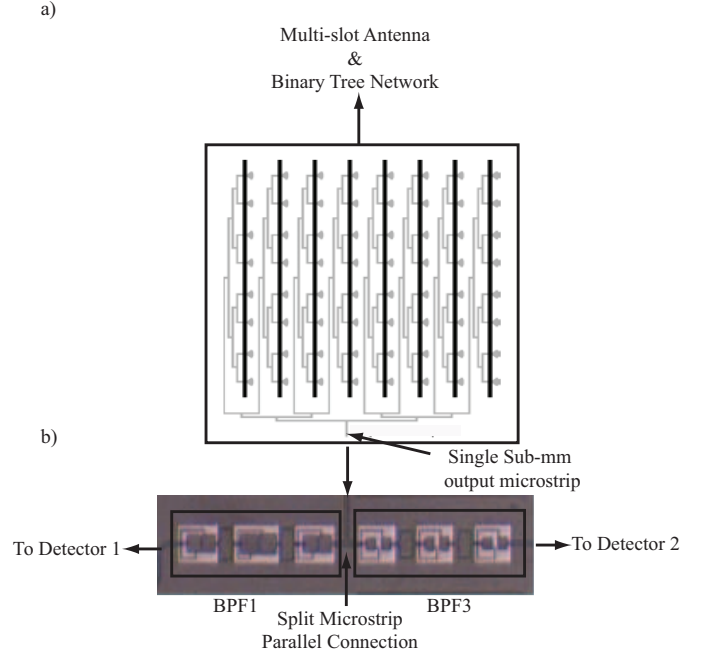 a)
Multi-slot Antenna
&
Binary Tree Network
b)
Single Sub-mm
output microstrip
To Detector 1
To Detector 2
BPF1
BPF3
Split Microstrip
Parallel Connection